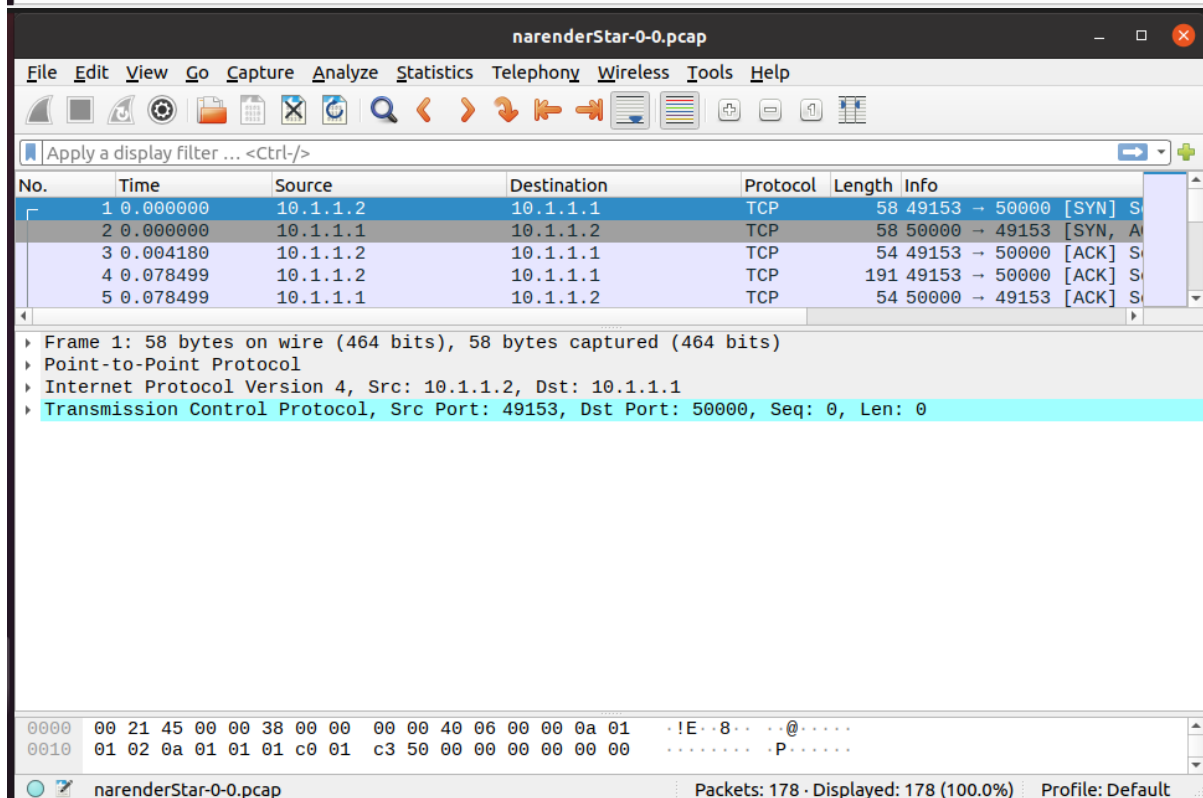 narenderStar-0-0.pcap
File Edit View Go Capture Analyze Statistics Telephony Wireless Tools Help
Apply a display filter … <Ctrl-/>
No. Time Source Destination Protocol Length Info
1 0.000000 10.1.1.2 10.1.1.1 TCP 58 49153 → 50000 [SYN] S
2 0.000000 10.1.1.1 10.1.1.2 TCP 58 50000 → 49153 [SYN, A
3 0.004180 10.1.1.2 10.1.1.1 TCP 54 49153 → 50000 [ACK] S
4 0.078499 10.1.1.2 10.1.1.1 TCP 191 49153 → 50000 [ACK] S
5 0.078499 10.1.1.1 10.1.1.2 TCP 54 50000 → 49153 [ACK] S
Frame 1: 58 bytes on wire (464 bits), 58 bytes captured (464 bits)
Point-to-Point Protocol
Internet Protocol Version 4, Src: 10.1.1.2, Dst: 10.1.1.1
Transmission Control Protocol, Src Port: 49153, Dst Port: 50000, Seq: 0, Len: 0
0000 00 21 45 00 00 38 00 00 00 00 40 06 00 00 0a 01 ·!E··8·· ··@·····
0010 01 02 0a 01 01 01 c0 01 c3 50 00 00 00 00 00 00 ········ ·P······
narenderStar-0-0.pcap Packets: 178 · Displayed: 178 (100.0%) Profile: Default